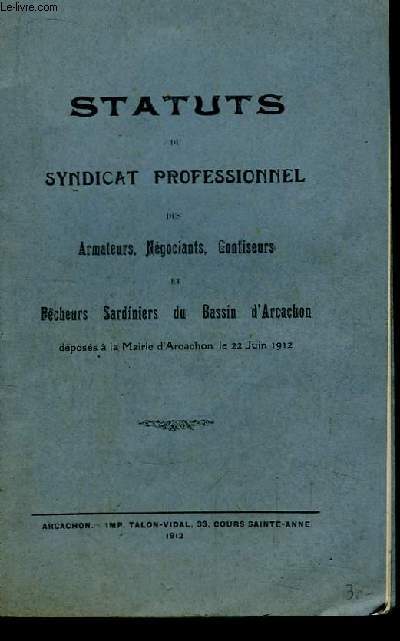 LE-LIVRE.COM
STATUTS
DU
SYNDICAT PROFESSIONNEL
DES
Armateurs, Négociants, Confiseurs
ET
Pêcheurs Sardiniers du Bassin d'Arcachon
déposés à la Mairie d'Arcachon le 22 Juin 1912
ARCACHON. — IMP. TALON-VIDAL, 33, COURS SAINTE-ANNE
1912